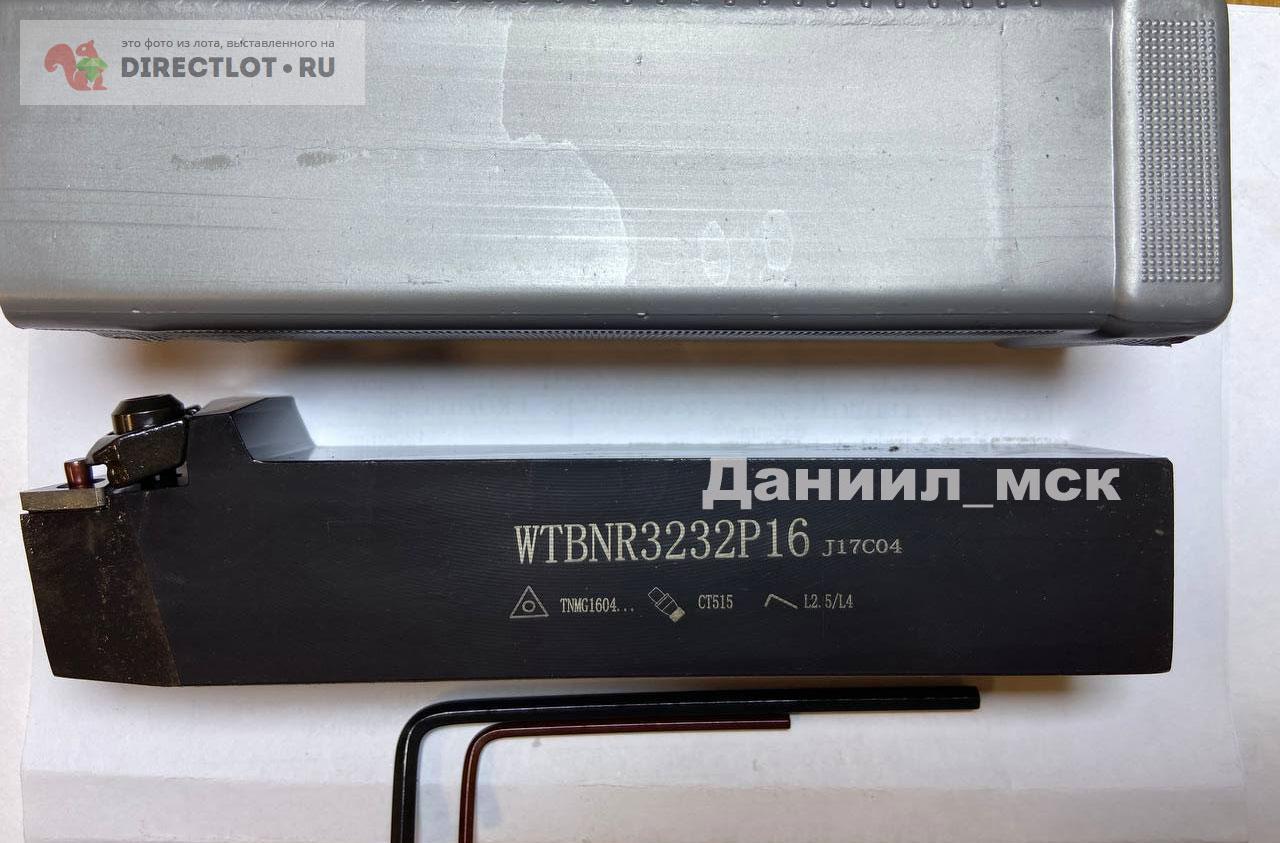 это фото из лота, выставленного на
DIRECTLOT•RU
Даниил_мск
WTBNR3232P16 J17C04
TNMG1604... CT515 L2.5/L4